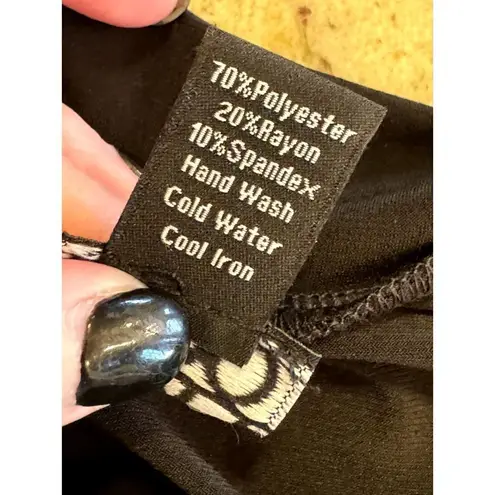 70%Polyester
20%Rayon
10%Spandex
Hand Wash
Cold Water
Cool Iron